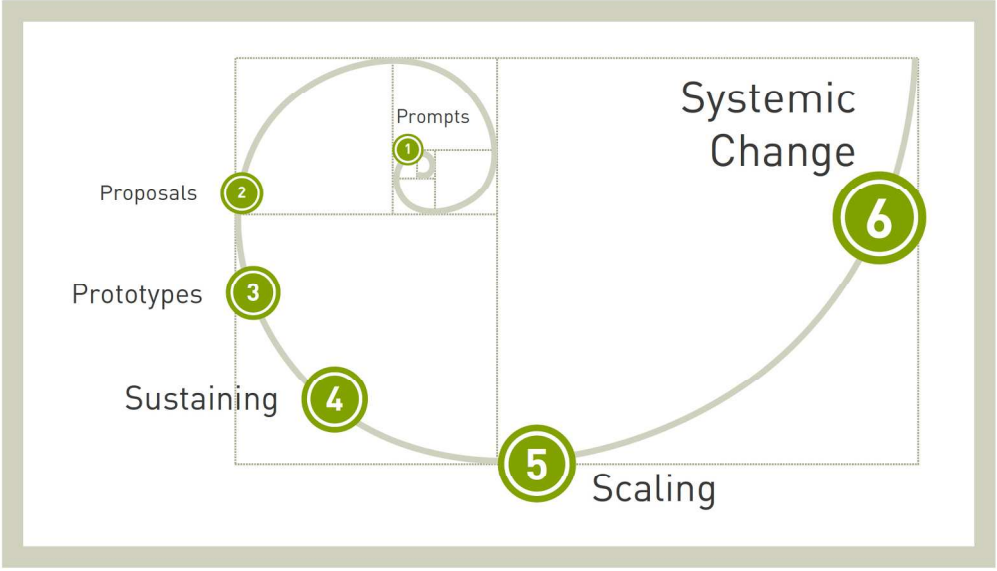 Prompts
1
Proposals
2
Prototypes
3
Sustaining
4
5
Scaling
Systemic
Change
6